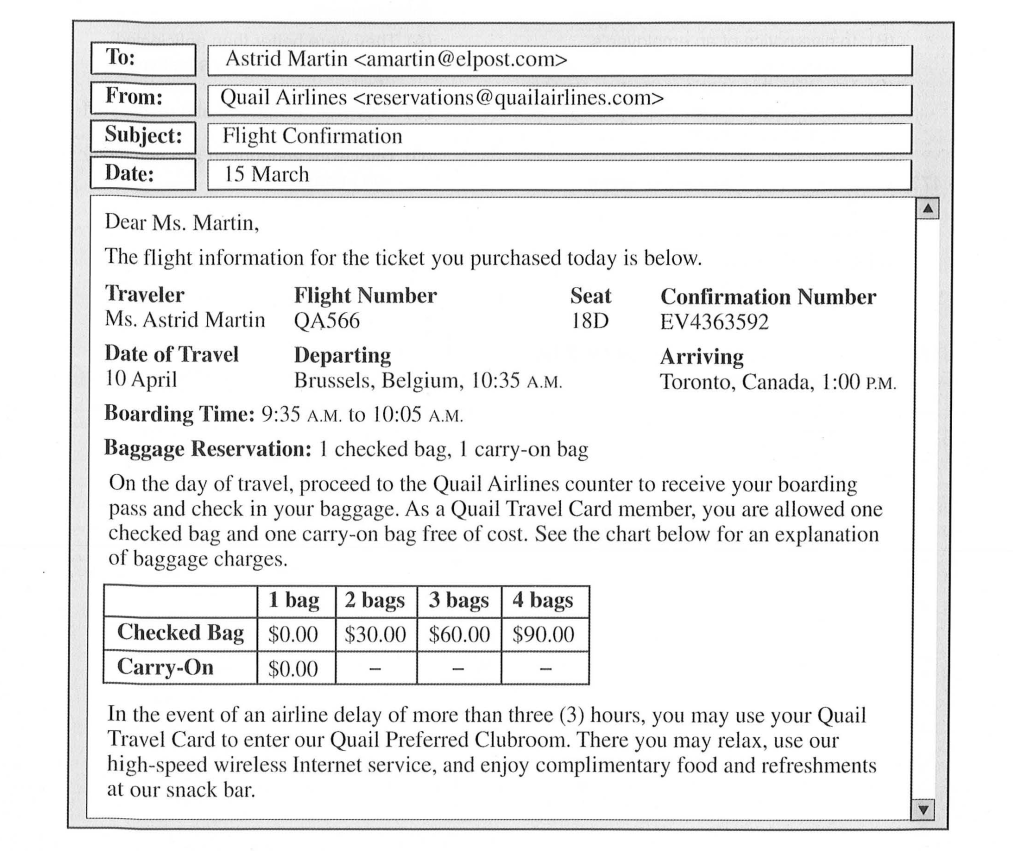 To: Astrid Martin <amartin@elpost.com>
From: Quail Airlines <reservations@quailairlines.com>
Subject: Flight Confirmation
Date: 15 March
Dear Ms. Martin,
The flight information for the ticket you purchased today is below.
Traveler Flight Number Seat Confirmation Number
Ms. Astrid Martin QA566 18D EV4363592
Date of Travel Departing Arriving
10 April Brussels, Belgium, 10:35 A.M. Toronto, Canada, 1:00 P.M.
Boarding Time: 9:35 A.M. to 10:05 A.M.
Baggage Reservation: 1 checked bag, 1 carry-on bag
On the day of travel, proceed to the Quail Airlines counter to receive your boarding
pass and check in your baggage. As a Quail Travel Card member, you are allowed one
checked bag and one carry-on bag free of cost. See the chart below for an explanation
of baggage charges.
1 bag 2 bags 3 bags 4 bags
Checked Bag $0.00 $30.00 $60.00 $90.00
Carry-On $0.00 – – –
In the event of an airline delay of more than three (3) hours, you may use your Quail
Travel Card to enter our Quail Preferred Clubroom. There you may relax, use our
high-speed wireless Internet service, and enjoy complimentary food and refreshments
at our snack bar.